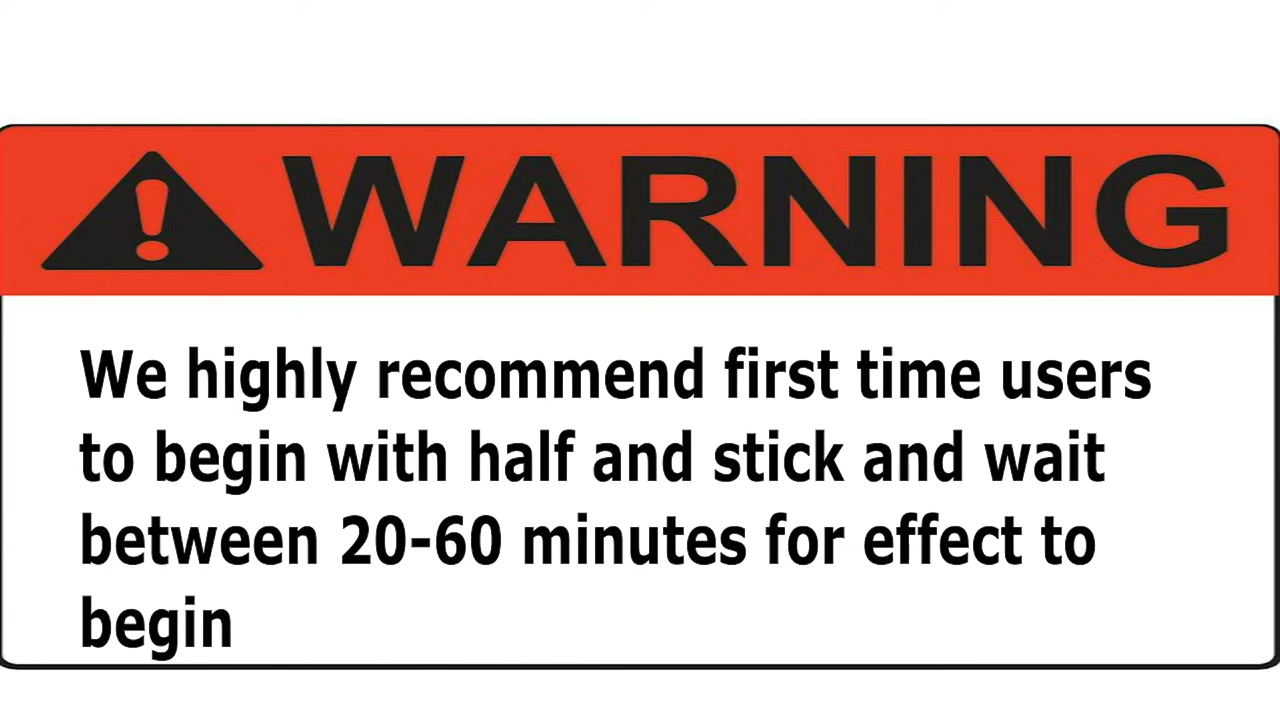 WARNING
We highly recommend first time users
to begin with half and stick and wait
between 20-60 minutes for effect to
begin